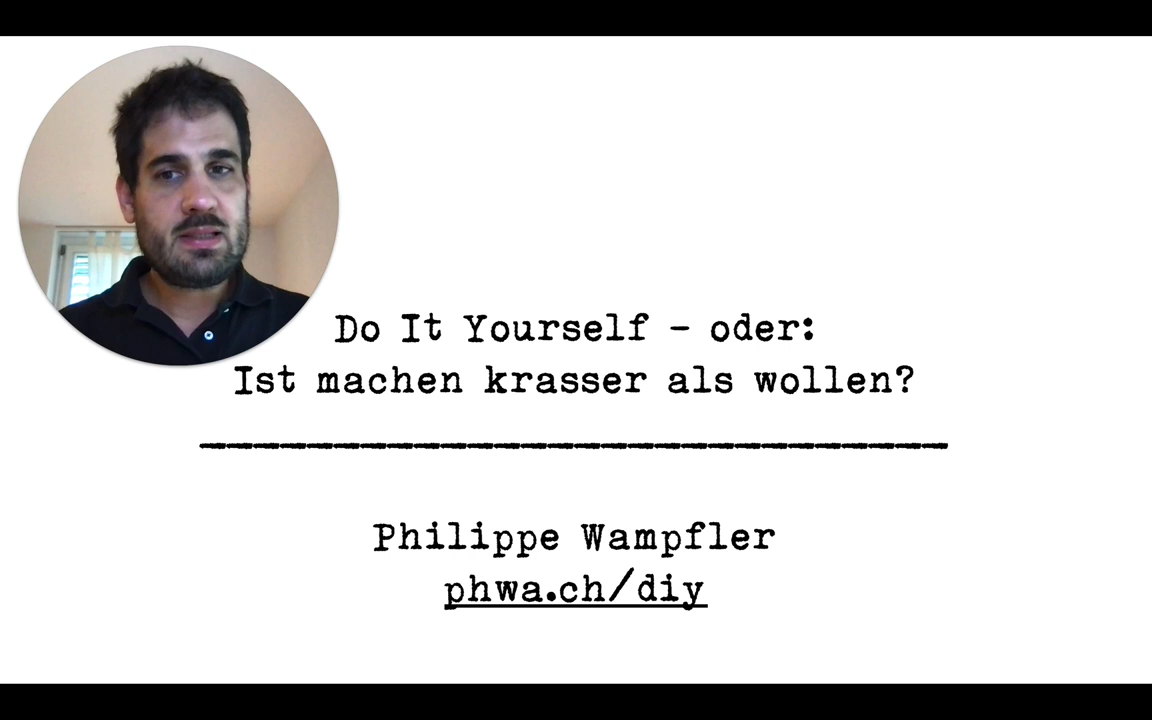 Do It Yourself – oder:
Ist machen krasser als wollen?
Philippe Wampfler
phwa.ch/diy